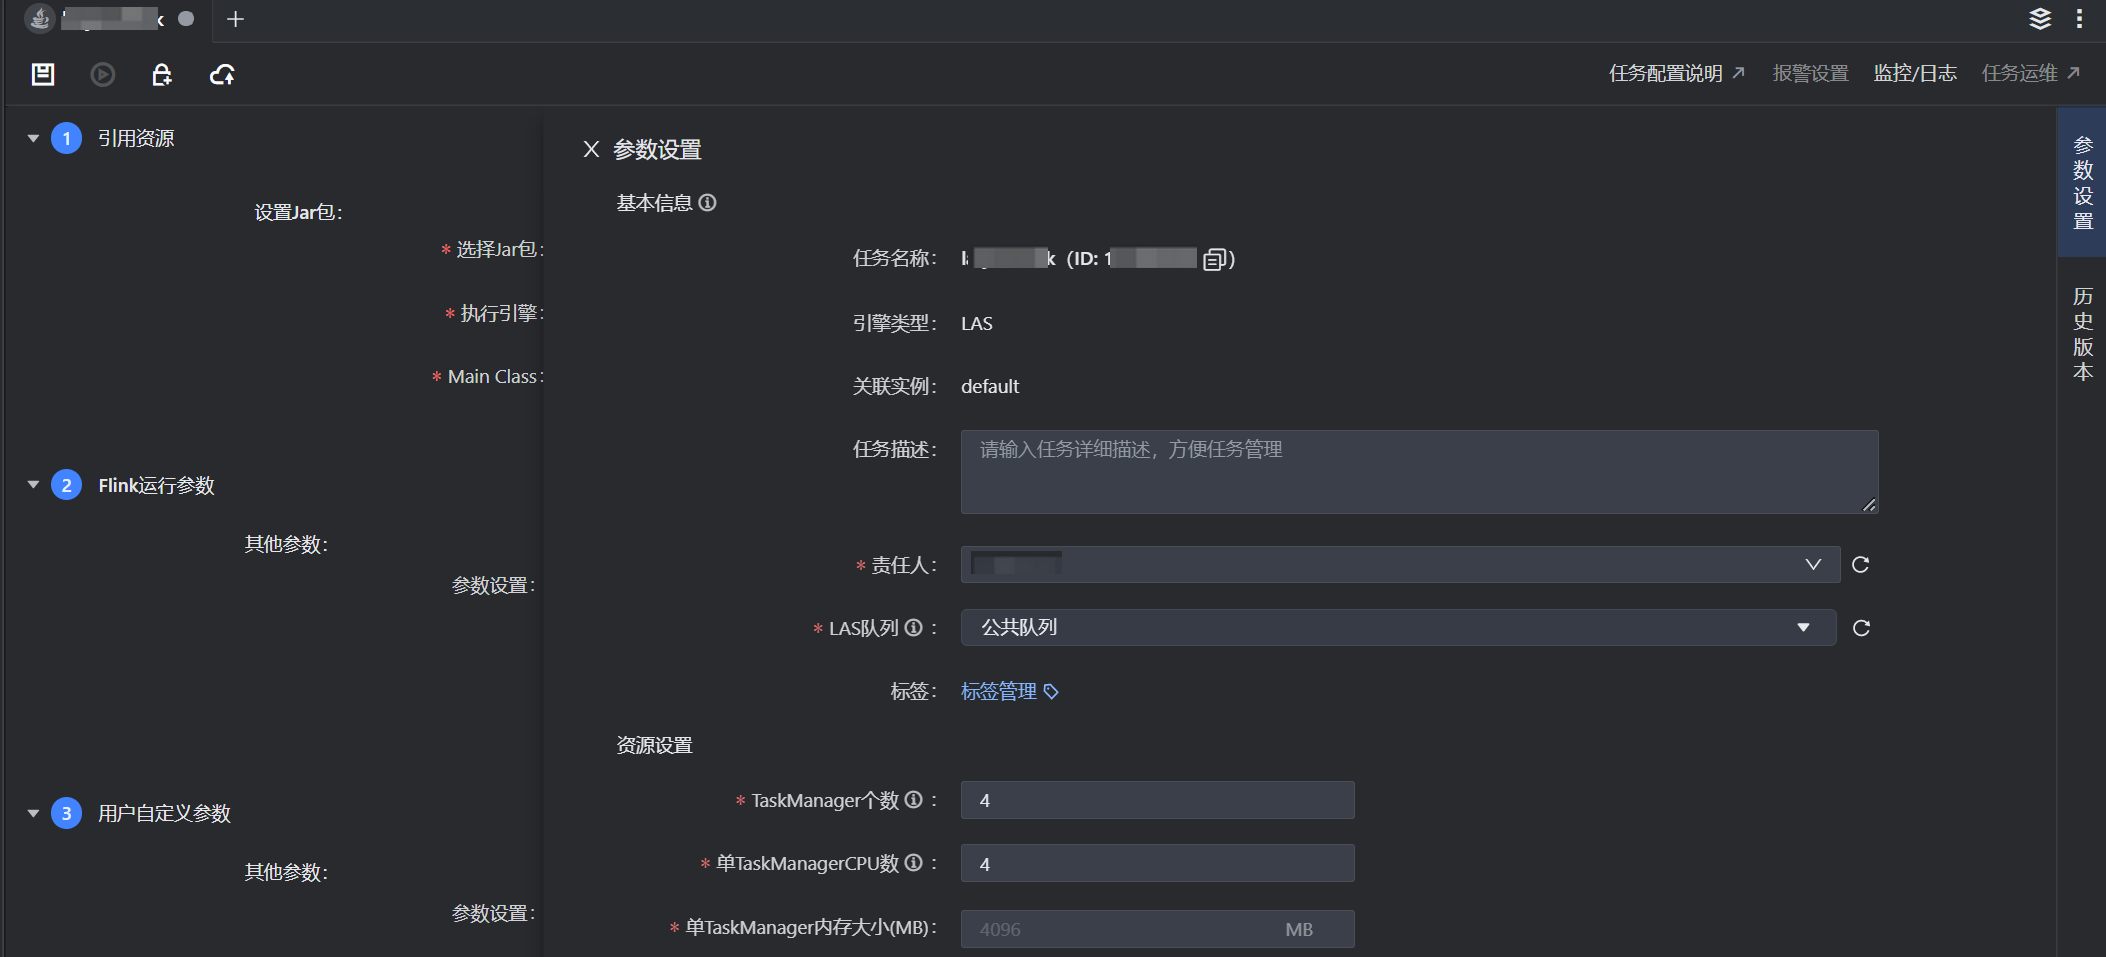 k
任务配置说明 报警设置 监控/日志 任务运维
1 引用资源
设置Jar包：
* 选择Jar包：
* 执行引擎：
* Main Class：
2 Flink运行参数
其他参数：
参数设置：
3 用户自定义参数
其他参数：
参数设置：
参数设置
基本信息
任务名称： k (ID: 1 )
引擎类型： LAS
关联实例： default
任务描述： 请输入任务详细描述，方便任务管理
* 责任人：
* LAS队列 ： 公共队列
标签： 标签管理
资源设置
* TaskManager个数 ： 4
* 单TaskManagerCPU数 ： 4
* 单TaskManager内存大小(MB)： 4096 MB
参数设置
历史版本